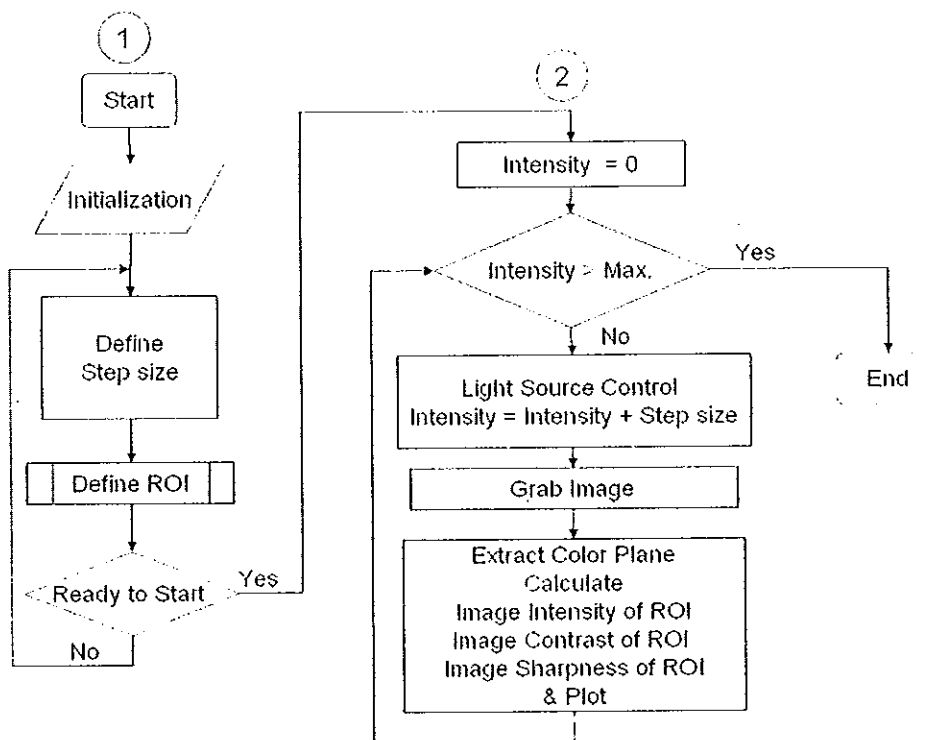 1
Start
Initialization
Define
Step size
Define ROI
Ready to Start
Yes
No
2
Intensity = 0
Intensity > Max.
Yes
No
End
Light Source Control
Intensity = Intensity + Step size
Grab Image
Extract Color Plane
Calculate
Image Intensity of ROI
Image Contrast of ROI
Image Sharpness of ROI
& Plot